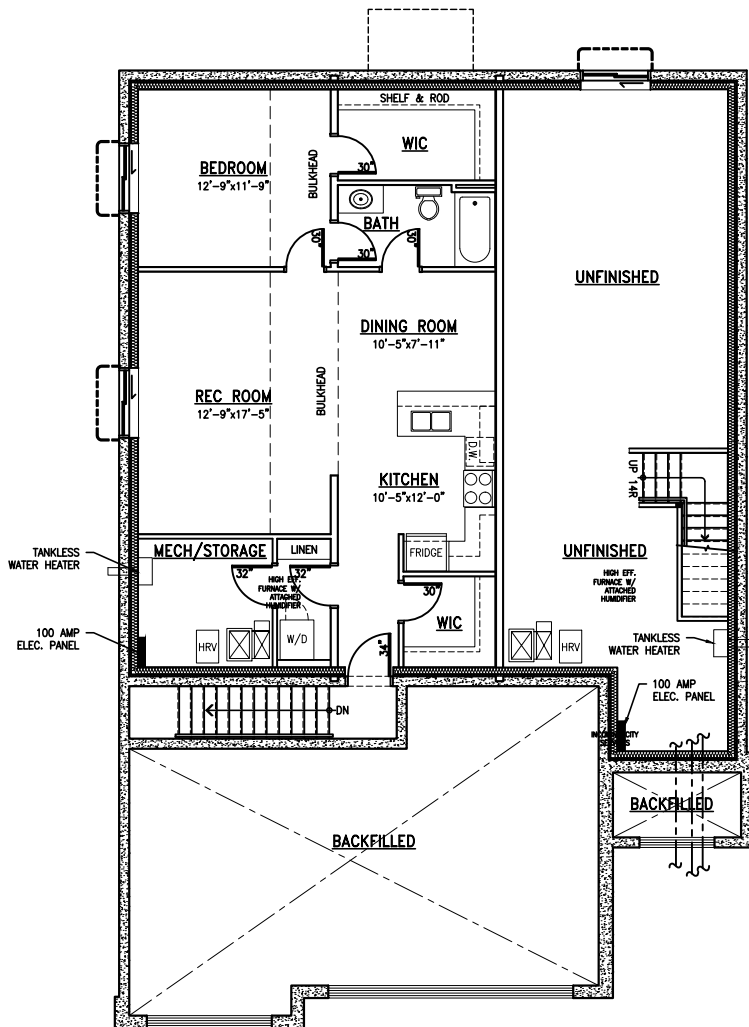 SHELF & ROD
WIC
30"
BEDROOM
12'-9"x11'-9"
BULKHEAD
BATH
30"
30"
30"
UNFINISHED
DINING ROOM
10'-5"x7'-11"
REC ROOM
12'-9"x17'-5"
BULKHEAD
D.W.
KITCHEN
10'-5"x12'-0"
UP 14R
MECH/STORAGE
LINEN
FRIDGE
UNFINISHED
TANKLESS
WATER HEATER
32"
32"
HIGH EFF.
FURNACE W/
ATTACHED
HUMIDIFIER
30"
HIGH EFF.
FURNACE W/
ATTACHED
HUMIDIFIER
WIC
100 AMP
ELEC. PANEL
HRV
W/D
34"
HRV
TANKLESS
WATER HEATER
100 AMP
ELEC. PANEL
DN
BACKFILLED
BACKFILLED